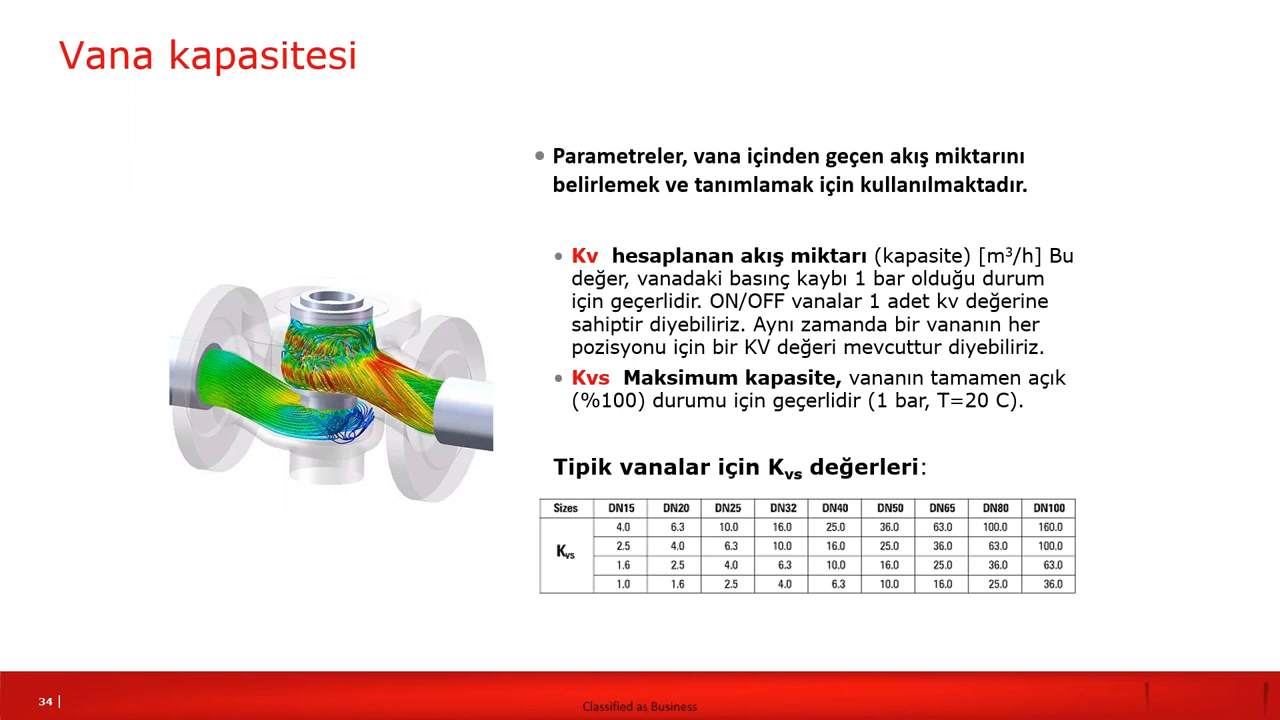 Vana kapasitesi
Parametreler, vana içinden geçen akış miktarını
belirlemek ve tanımlamak için kullanılmaktadır.
Kv hesaplanan akış miktarı (kapasite) [m³/h] Bu
değer, vanadaki basınç kaybı 1 bar olduğu durum
için geçerlidir. ON/OFF vanalar 1 adet kv değerine
sahiptir diyebiliriz. Aynı zamanda bir vananın her
pozisyonu için bir KV değeri mevcuttur diyebiliriz.
Kvs Maksimum kapasite, vananın tamamen açık
(%100) durumu için geçerlidir (1 bar, T=20 C).
Tipik vanalar için Kvs değerleri:
Sizes DN15 DN20 DN25 DN32 DN40 DN50 DN65 DN80 DN100
Kvs 4.0 6.3 10.0 16.0 25.0 36.0 63.0 100.0 160.0
2.5 4.0 6.3 10.0 16.0 25.0 36.0 63.0 100.0
1.6 2.5 4.0 6.3 10.0 16.0 25.0 36.0 63.0
1.0 1.6 2.5 4.0 6.3 10.0 16.0 25.0 36.0
34 |
Classified as Business